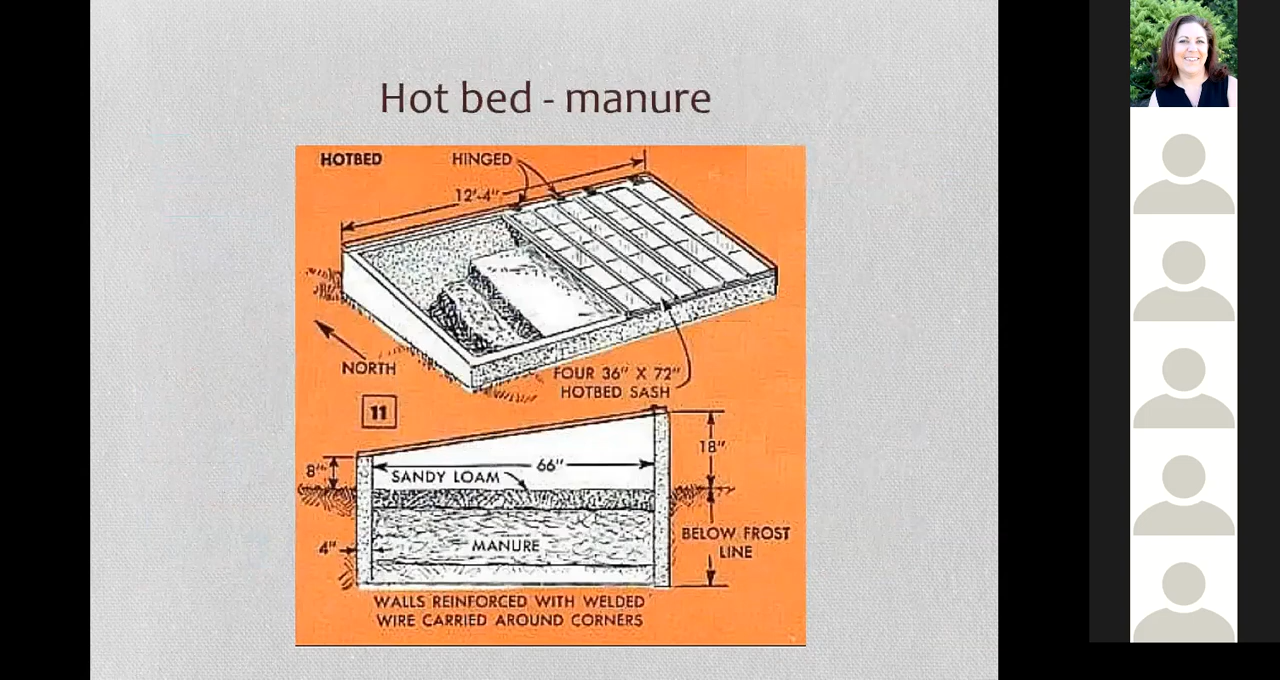 Hot bed - manure
HOTBED
HINGED
12'-4"
NORTH
FOUR 36" X 72"
HOTBED SASH
11
18"
8"
66"
SANDY LOAM
BELOW FROST
LINE
4"
MANURE
WALLS REINFORCED WITH WELDED
WIRE CARRIED AROUND CORNERS